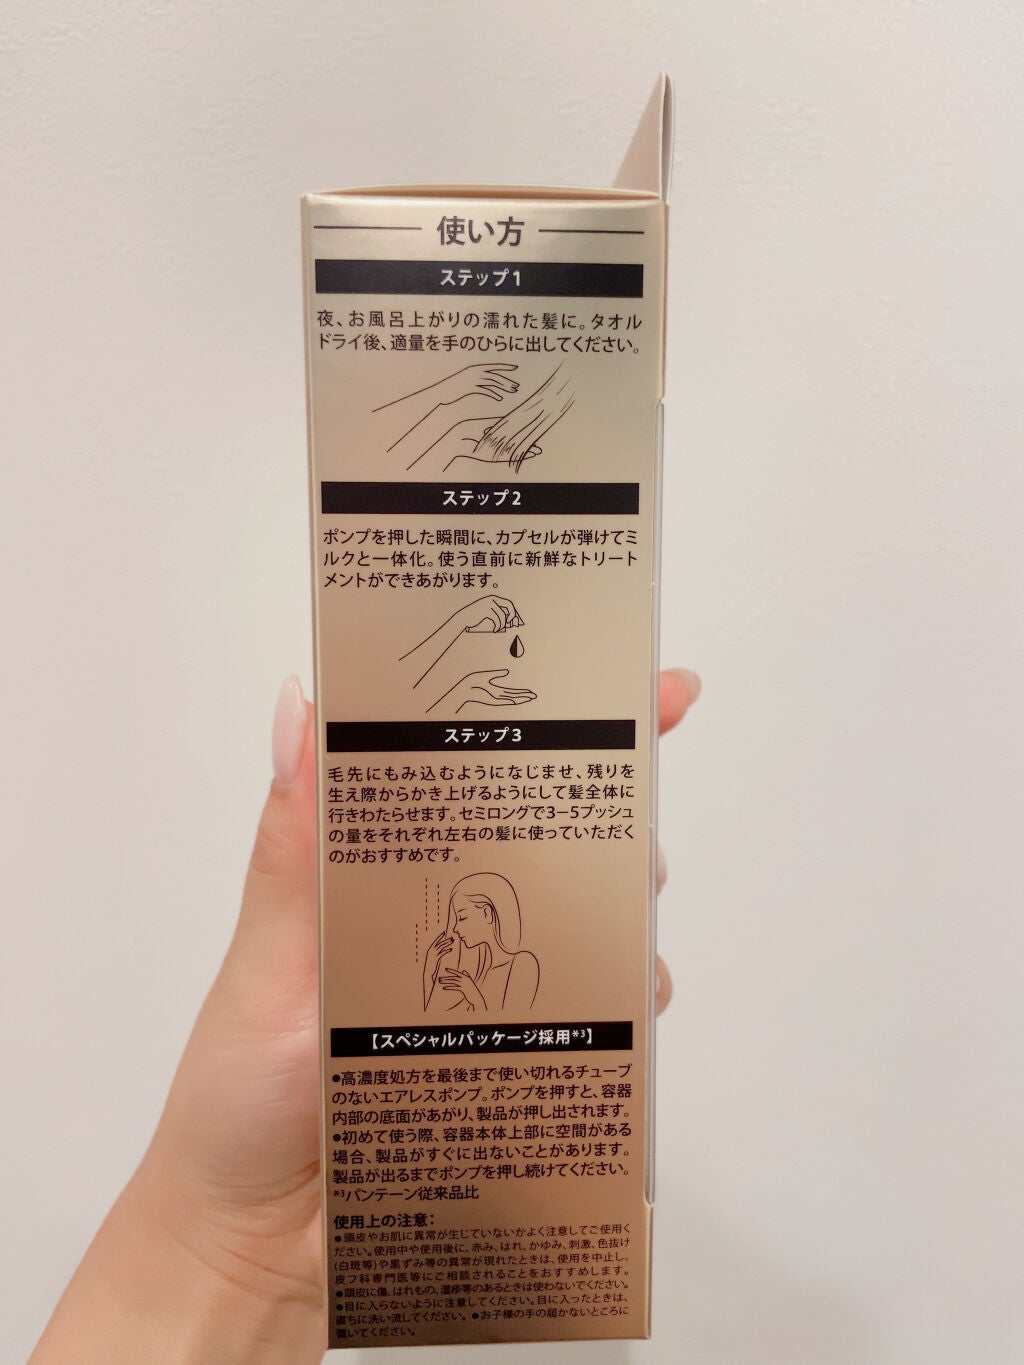 使い方
ステップ1
夜、お風呂上がりの濡れた髪に。タオル
ドライ後、適量を手のひらに出してください。
ステップ2
ポンプを押した瞬間に、カプセルが弾けてミ
ルクと一体化。使う直前に新鮮なトリート
メントができあがります。
ステップ3
毛先にもみ込むようになじませ、残りを
生え際からかき上げるようにして髪全体に
行きわたらせます。セミロングで3−5プッシュ
の量をそれぞれ左右の髪に使っていただく
のがおすすめです。
【スペシャルパッケージ採用*3】
●高濃度処方を最後まで使い切れるチューブ
のないエアレスポンプ。ポンプを押すと、容器
内部の底面があがり、製品が押し出されます。
●初めて使う際、容器本体上部に空間がある
場合、製品がすぐに出ないことがあります。
製品が出るまでポンプを押し続けてください。
*3パンテーン従来品比
使用上の注意:
●頭皮やお肌に異常が生じていないかよく注意してご使用く
ださい。使用中や使用後に、赤み、はれ、かゆみ、刺激、色抜け
(白斑等)や黒ずみ等の異常が現れたときは、使用を中止し、
皮フ科専門医等にご相談されることをおすすめします。
●頭皮に傷、はれもの、湿疹等のあるときは使わないでください。
●目に入らないように注意してください。目に入ったときは、
直ちに洗い流してください。●お子様の手の届かないところに
置いてください。